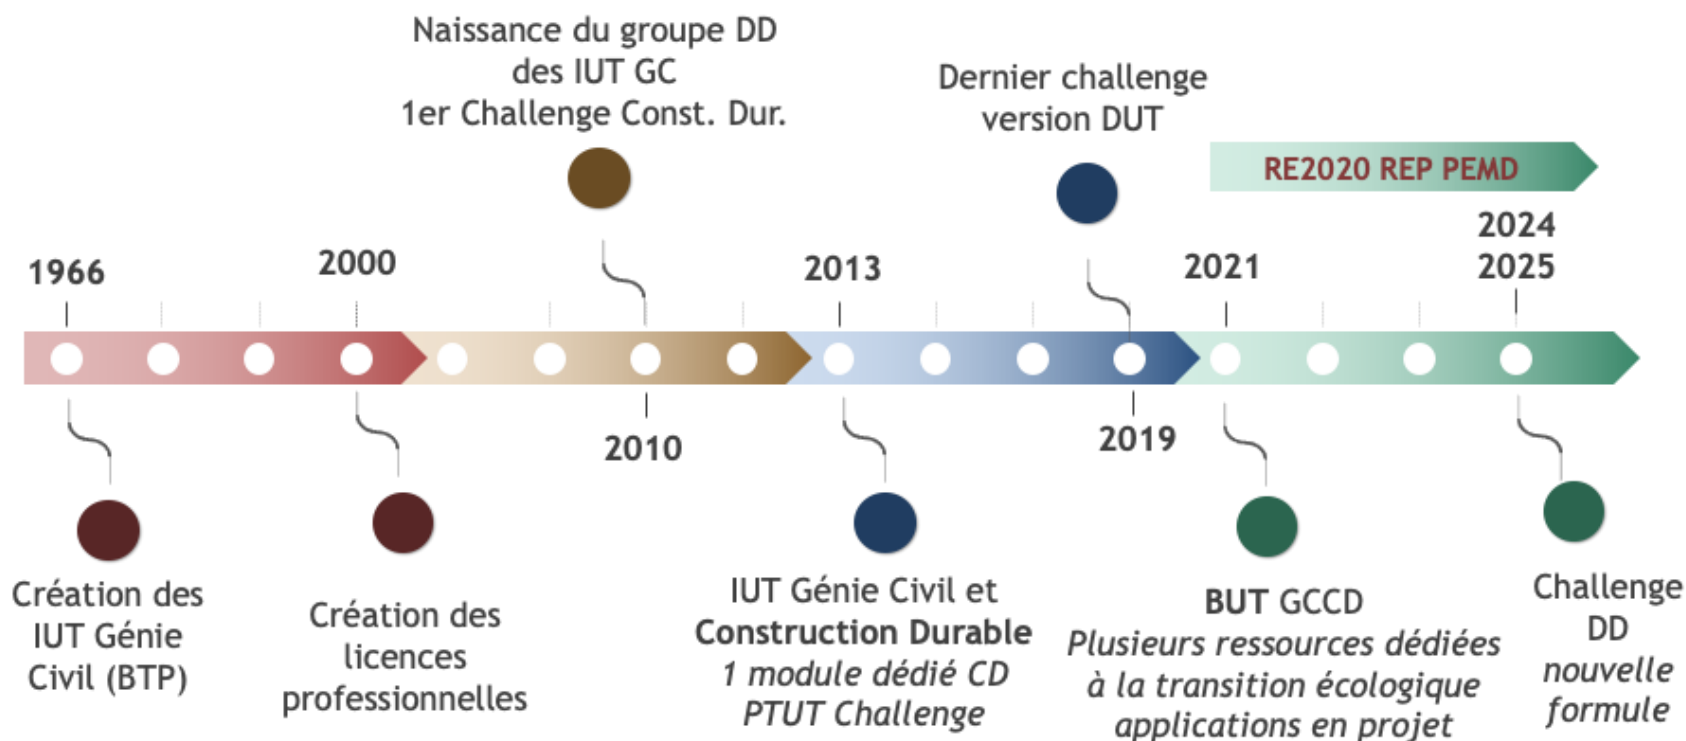 Naissance du groupe DD
des IUT GC
1er Challenge Const. Dur.
Dernier challenge
version DUT
RE2020 REP PEMD
1966
2000
2013
2021
2024
2025
2010
2019
Création des
IUT Génie
Civil (BTP)
Création des
licences
professionnelles
IUT Génie Civil et
Construction Durable
1 module dédié CD
PTUT Challenge
BUT GCCD
Plusieurs ressources dédiées
à la transition écologique
applications en projet
Challenge
DD
nouvelle
formule